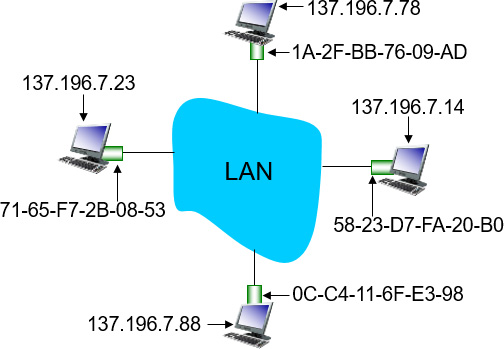 137.196.7.78
1A-2F-BB-76-09-AD
137.196.7.23
137.196.7.14
LAN
71-65-F7-2B-08-53
58-23-D7-FA-20-B0
0C-C4-11-6F-E3-98
137.196.7.88